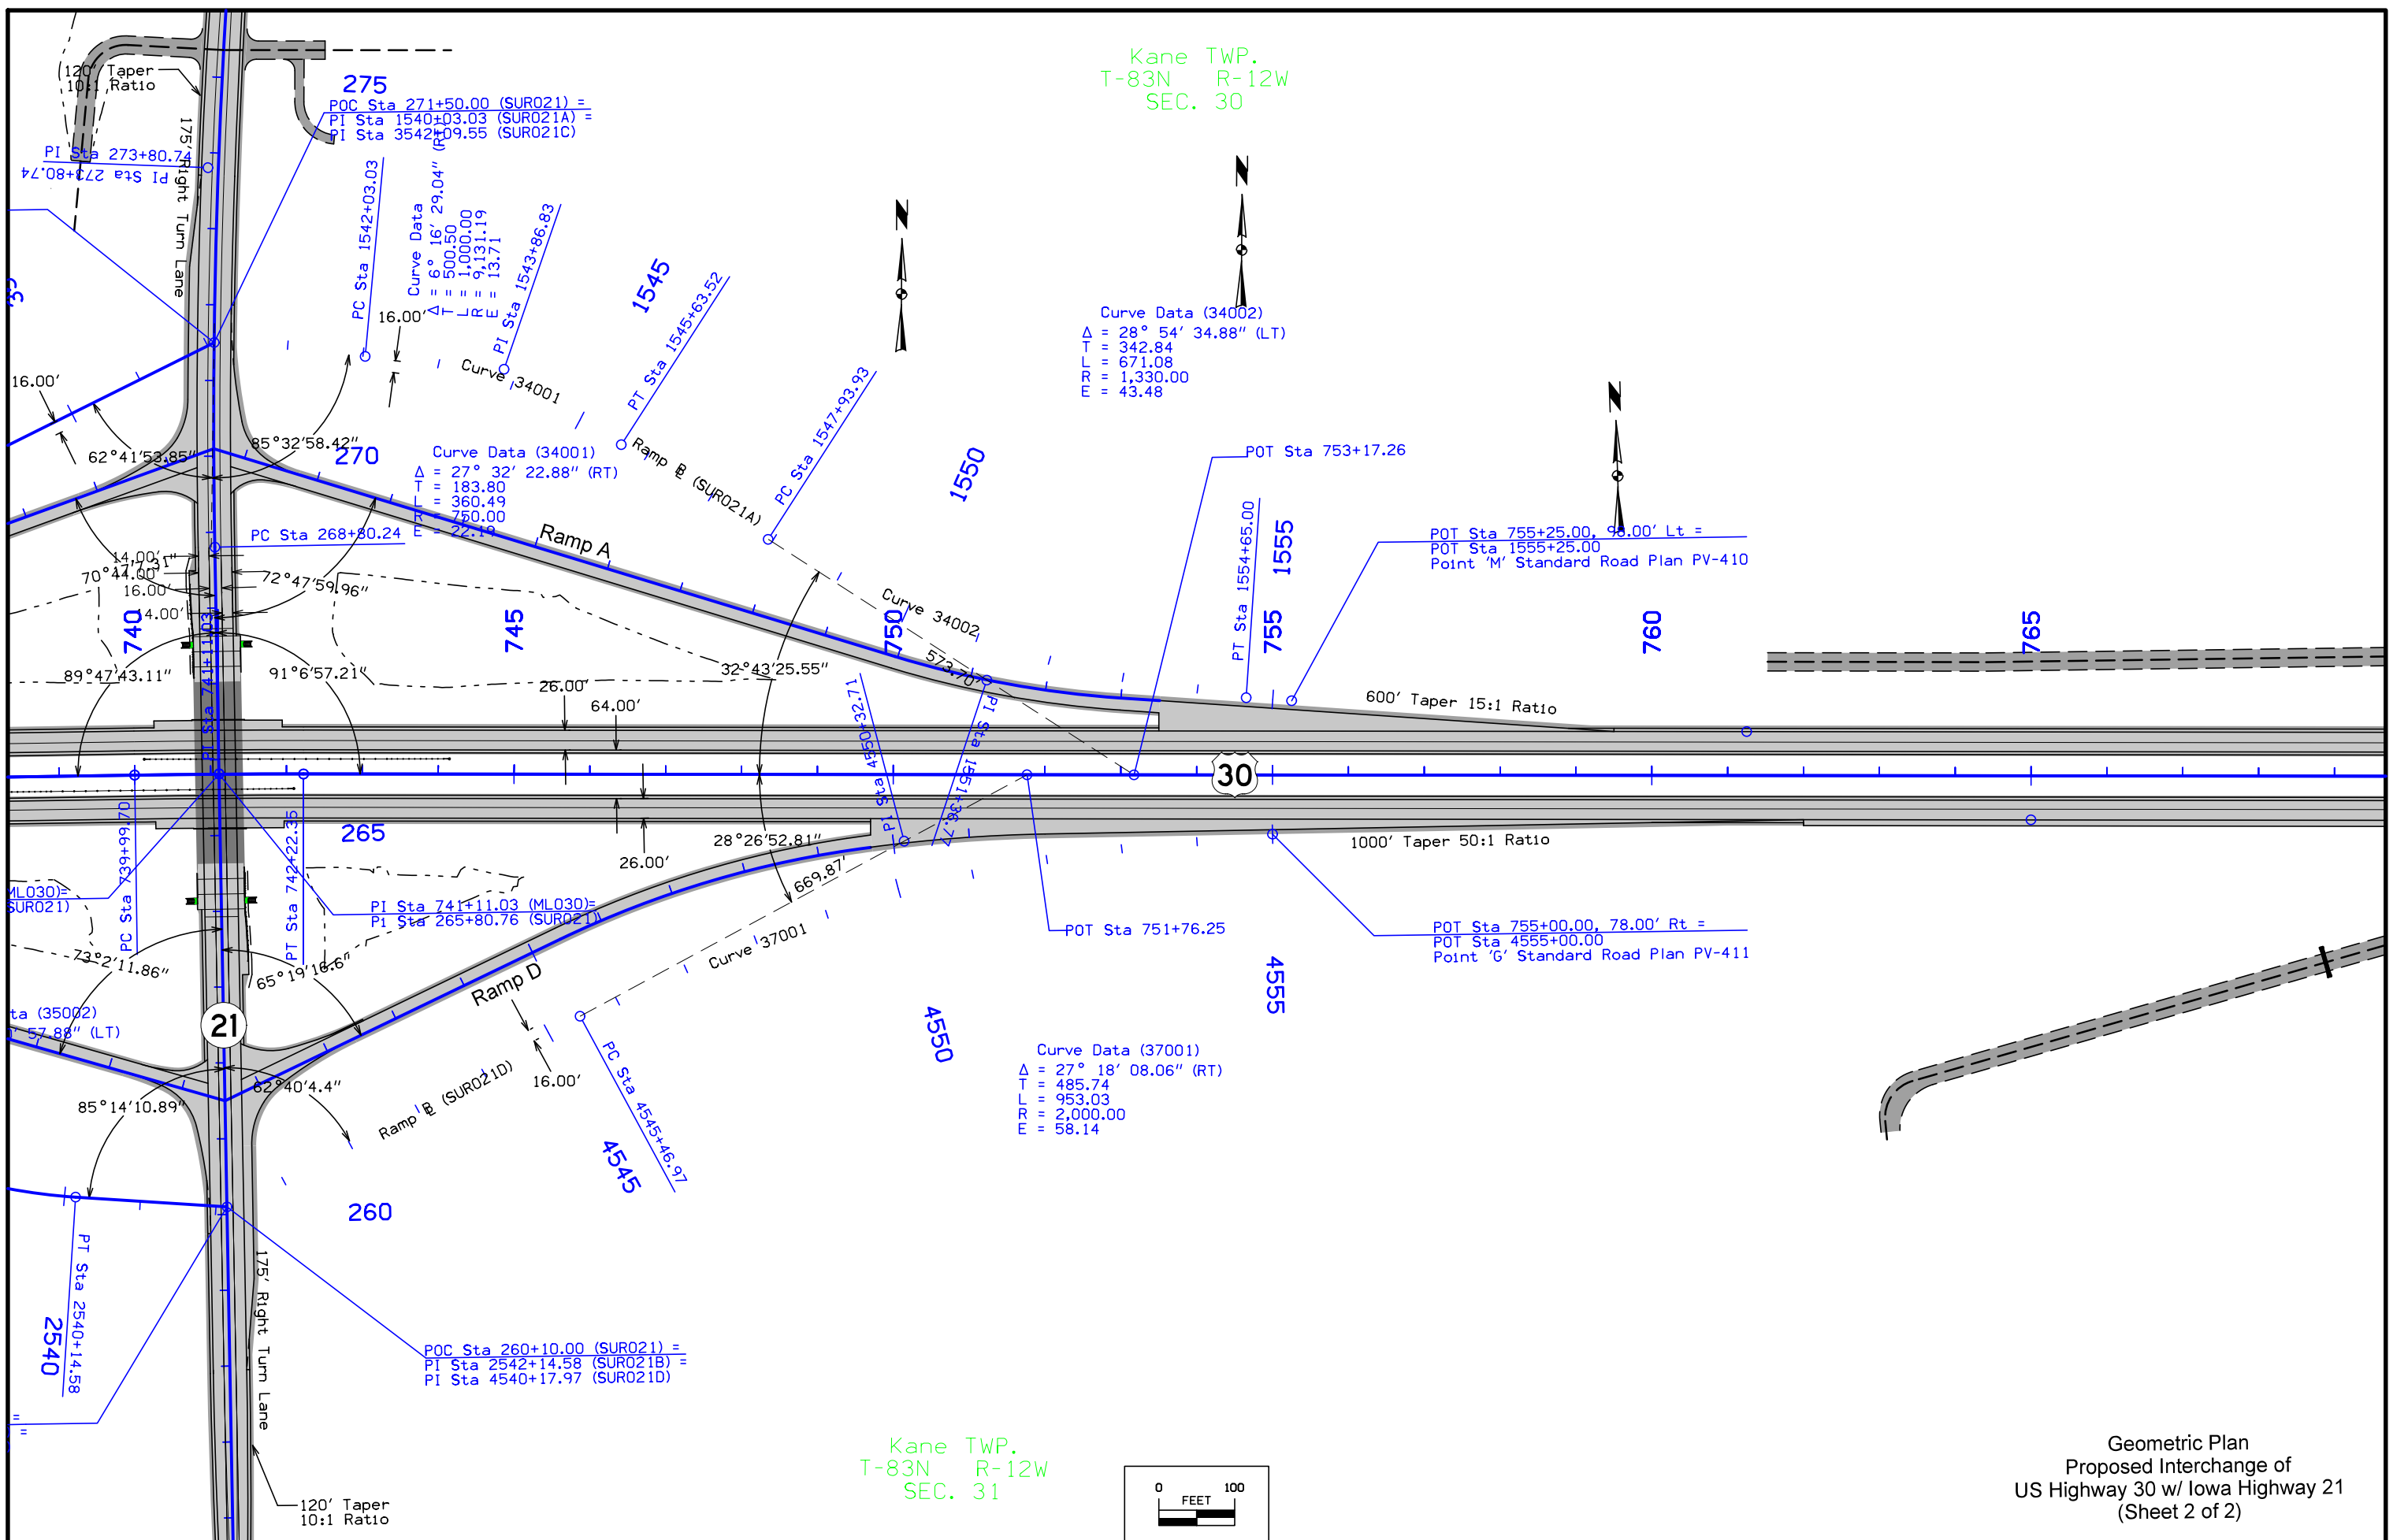 Kane TWP.
T-83N R-12W
SEC. 30
120' Taper
10:1 Ratio
275
POC Sta 271+50.00 (SUR021) =
PI Sta 1540+03.03 (SUR021A) =
PI Sta 3542+09.55 (SUR021C)
PI Sta 273+80.74
PI Sta 273+80.74
175' Right Turn Lane
PC Sta 1542+03.03
Curve Data
Δ = 6° 16' 29.04" (RT)
T = 500.50
L = 1,000.00
R = 9,131.19
E = 13.71
PI Sta 1543+86.83
1545
PT Sta 1545+63.52
16.00'
Curve 34001
N
N
N
Curve Data (34002)
Δ = 28° 54' 34.88" (LT)
T = 342.84
L = 671.08
R = 1,330.00
E = 43.48
16.00'
PC Sta 1547+93.93
62°41'53.85"
85°32'58.42"
270
Curve Data (34001)
Δ = 27° 32' 22.88" (RT)
T = 183.80
L = 360.49
R = 750.00
E = 22.19
Ramp B (SUR021A)
1550
POT Sta 753+17.26
PC Sta 268+80.24
Ramp A
PT Sta 1554+65.00
1555
POT Sta 755+25.00, 98.00' Lt =
POT Sta 1555+25.00
Point 'M' Standard Road Plan PV-410
14.00'
44.00'
16.00'
14.00'
72°47'59.96"
Curve 34002
740
745
750
755
760
765
PI Sta 741+11.03
89°47'43.11"
91°6'57.21"
32°43'25.55"
573.70'
26.00'
64.00'
600' Taper 15:1 Ratio
PI Sta 4550+32.71
PI Sta 1551+36.77
30
PC Sta 739+99.70
PT Sta 742+22.35
265
26.00'
28°26'52.81"
669.87'
1000' Taper 50:1 Ratio
ML030)=
SUR021)
PI Sta 741+11.03 (ML030)=
PI Sta 265+80.76 (SUR021)
POT Sta 751+76.25
POT Sta 755+00.00, 78.00' Rt =
POT Sta 4555+00.00
Point 'G' Standard Road Plan PV-411
Curve 37001
73°2'11.86"
65°19'16.6"
Ramp D
4555
ta (35002)
57.88" (LT)
21
4550
Curve Data (37001)
Δ = 27° 18' 08.06" (RT)
T = 485.74
L = 953.03
R = 2,000.00
E = 58.14
16.00'
PC Sta 4545+46.97
Ramp B (SUR021D)
62°40'4.4"
85°14'10.89"
4545
260
PT Sta 2540+14.58
2540
175' Right Turn Lane
POC Sta 260+10.00 (SUR021) =
PI Sta 2542+14.58 (SUR021B) =
PI Sta 4540+17.97 (SUR021D)
=
=
120' Taper
10:1 Ratio
Kane TWP.
T-83N R-12W
SEC. 31
0 100
FEET
Geometric Plan
Proposed Interchange of
US Highway 30 w/ Iowa Highway 21
(Sheet 2 of 2)